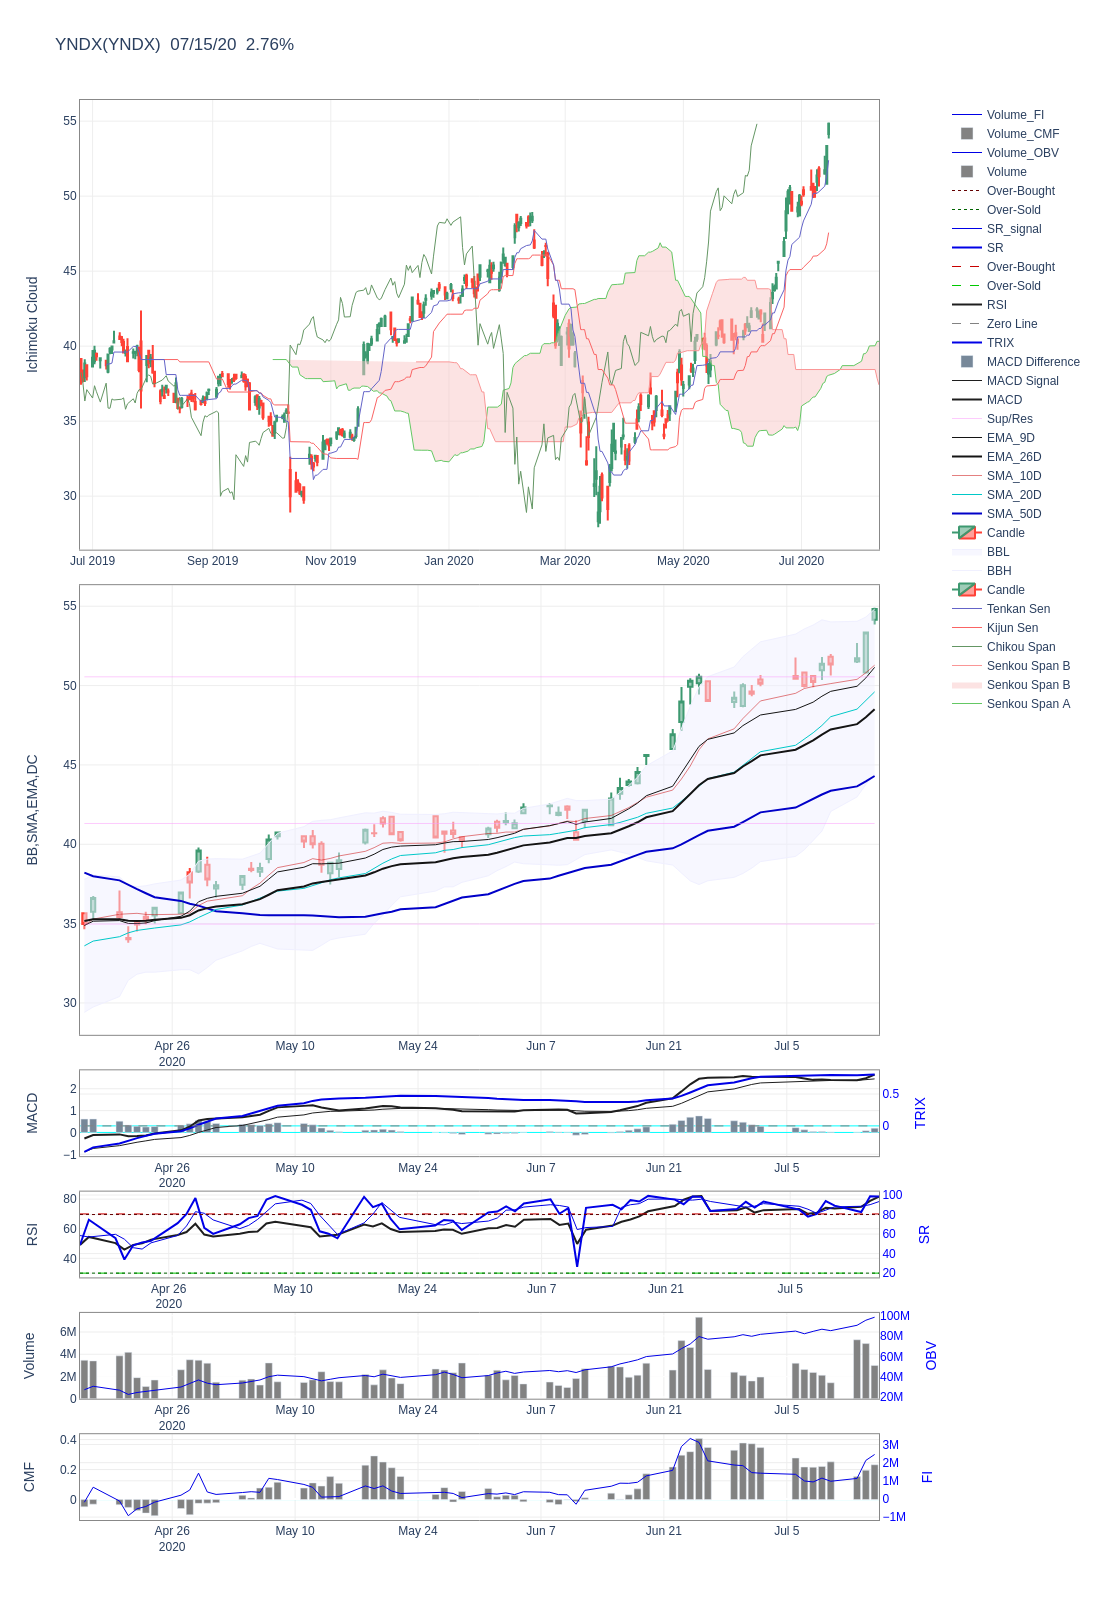 YNDX(YNDX)  07/15/20  2.76%
Ichimoku Cloud
55
50
45
40
35
30
Jul 2019
Sep 2019
Nov 2019
Jan 2020
Mar 2020
May 2020
Jul 2020
Volume_FI
Volume_CMF
Volume_OBV
Volume
Over-Bought
Over-Sold
SR_signal
SR
Over-Bought
Over-Sold
RSI
Zero Line
TRIX
MACD Difference
MACD Signal
MACD
Sup/Res
EMA_9D
EMA_26D
SMA_10D
SMA_20D
SMA_50D
Candle
BBL
BBH
Candle
Tenkan Sen
Kijun Sen
Chikou Span
Senkou Span B
Senkou Span B
Senkou Span A
BB,SMA,EMA,DC
55
50
45
40
35
30
Apr 26
2020
May 10
May 24
Jun 7
Jun 21
Jul 5
MACD
2
1
0
−1
0.5
0
TRIX
Apr 26
2020
May 10
May 24
Jun 7
Jun 21
Jul 5
RSI
80
60
40
100
80
60
40
20
SR
Apr 26
2020
May 10
May 24
Jun 7
Jun 21
Jul 5
Volume
6M
4M
2M
0
100M
80M
60M
40M
20M
OBV
Apr 26
2020
May 10
May 24
Jun 7
Jun 21
Jul 5
CMF
0.4
0.2
0
3M
2M
1M
0
−1M
FI
Apr 26
2020
May 10
May 24
Jun 7
Jun 21
Jul 5